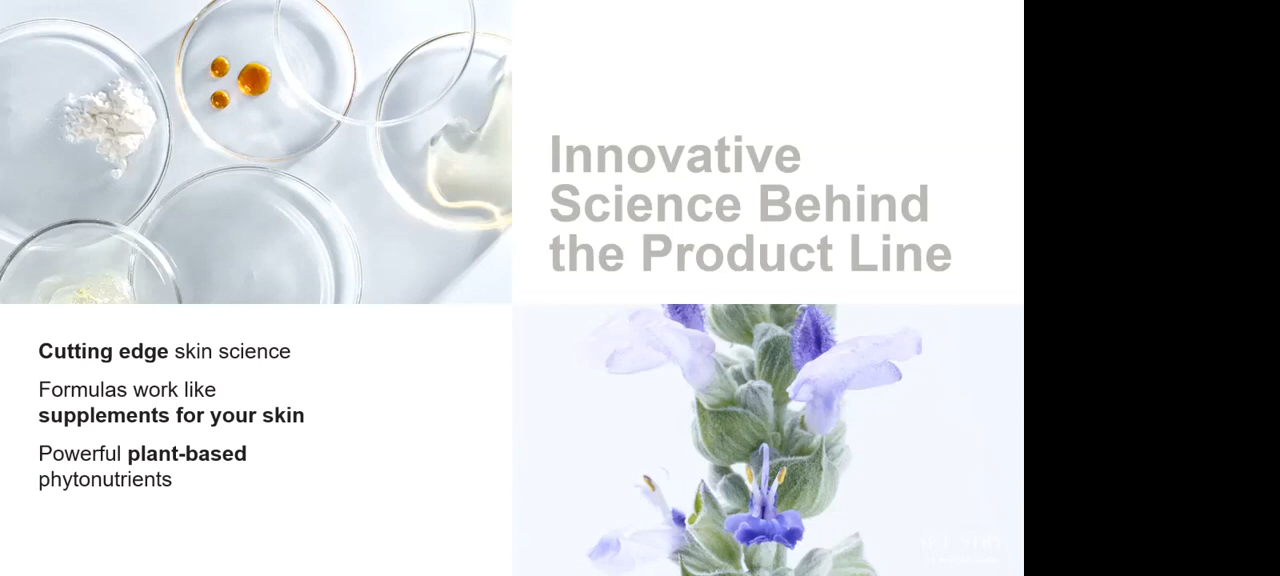 Innovative
Science Behind
the Product Line
Cutting edge skin science
Formulas work like
supplements for your skin
Powerful plant-based
phytonutrients